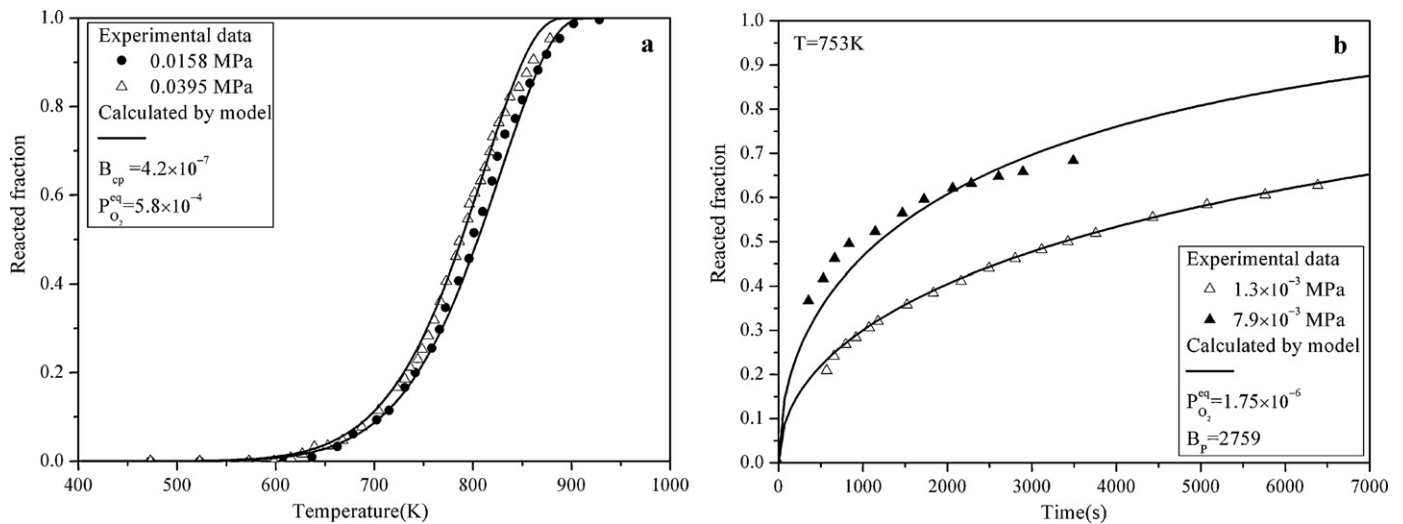 a
Experimental data
0.0158 MPa
0.0395 MPa
Calculated by model
B_cp=4.2×10⁻⁷
P_O₂^eq=5.8×10⁻⁴
1.0
0.8
0.6
0.4
0.2
0.0
Reacted fraction
400
500
600
700
800
900
1000
Temperature(K)
b
T=753K
1.0
0.9
0.8
0.7
0.6
0.5
0.4
0.3
0.2
0.1
0.0
Reacted fraction
Experimental data
1.3×10⁻³ MPa
7.9×10⁻³ MPa
Calculated by model
P_O₂^eq=1.75×10⁻⁶
B_P=2759
0
1000
2000
3000
4000
5000
6000
7000
Time(s)